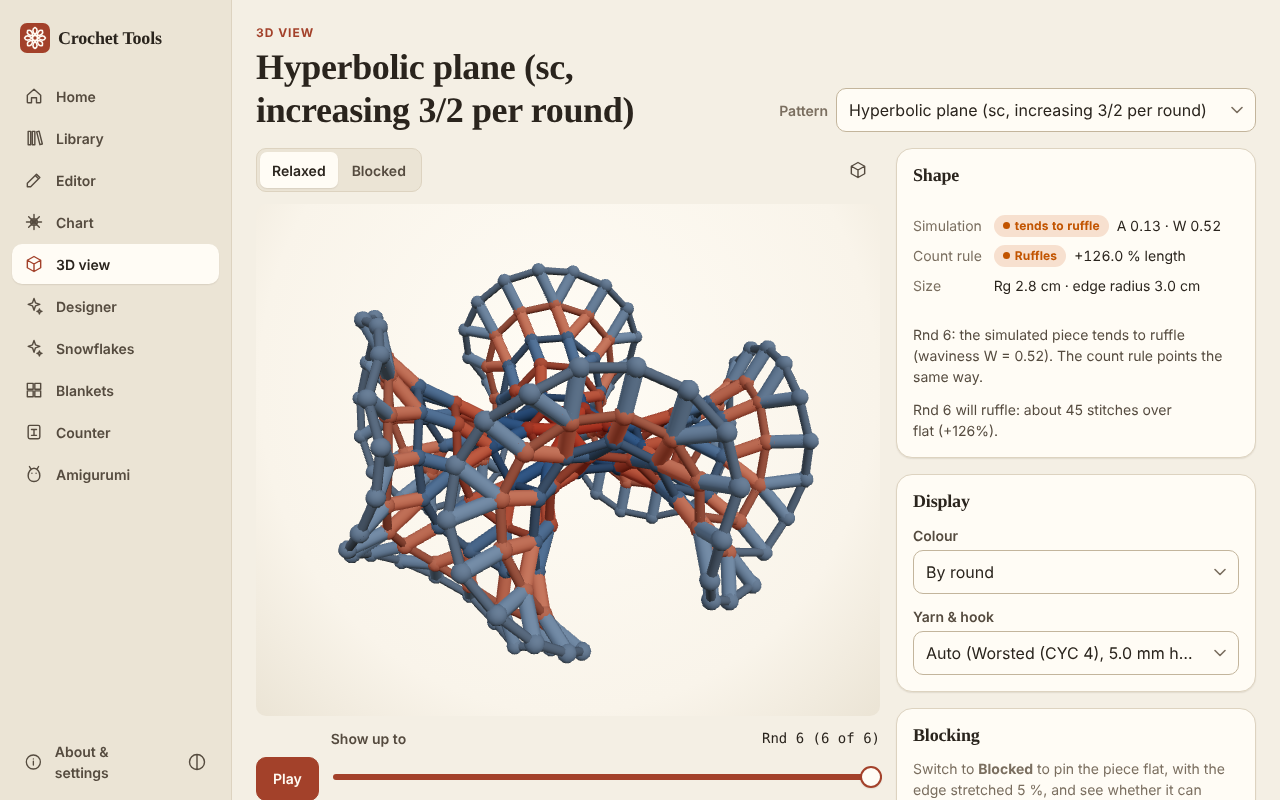 Crochet Tools
Home
Library
Editor
Chart
3D view
Designer
Snowflakes
Blankets
Counter
Amigurumi
About &
settings
3D VIEW
Hyperbolic plane (sc,
increasing 3/2 per round)
Pattern
Hyperbolic plane (sc, increasing 3/2 per round)
Relaxed
Blocked
Show up to
Rnd 6 (6 of 6)
Play
Shape
Simulation tends to ruffle A 0.13 · W 0.52
Count rule Ruffles +126.0 % length
Size Rg 2.8 cm · edge radius 3.0 cm
Rnd 6: the simulated piece tends to ruffle
(waviness W = 0.52). The count rule points the
same way.
Rnd 6 will ruffle: about 45 stitches over
flat (+126%).
Display
Colour
By round
Yarn & hook
Auto (Worsted (CYC 4), 5.0 mm h...
Blocking
Switch to Blocked to pin the piece flat, with the
edge stretched 5 %, and see whether it can